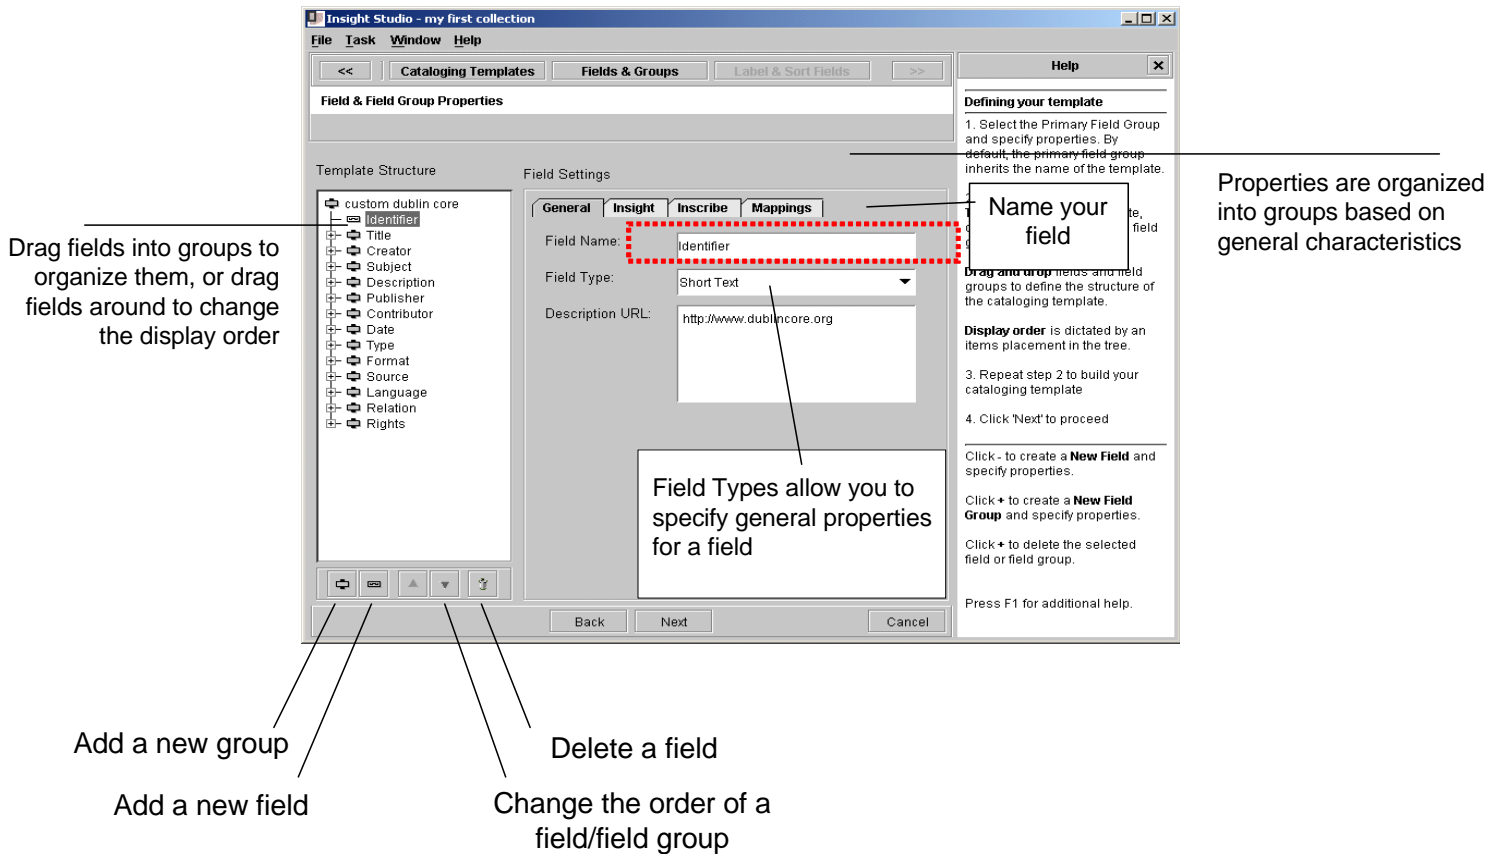 Insight Studio - my first collection
File Task Window Help
<< Cataloging Templates Fields & Groups Label & Sort Fields >>
Field & Field Group Properties
Template Structure
custom dublin core
Identifier
Title
Creator
Subject
Description
Publisher
Contributor
Date
Type
Format
Source
Language
Relation
Rights
Field Settings
General Insight Inscribe Mappings
Field Name: Identifier
Field Type: Short Text
Description URL: http://www.dublincore.org
Back Next Cancel
Help
Defining your template
1. Select the Primary Field Group
and specify properties. By
default, the primary field group
inherits the name of the template.
field
Drag and drop fields and field
groups to define the structure of
the cataloging template.
Display order is dictated by an
items placement in the tree.
3. Repeat step 2 to build your
cataloging template
4. Click 'Next' to proceed
Click - to create a New Field and
specify properties.
Click + to create a New Field
Group and specify properties.
Click + to delete the selected
field or field group.
Press F1 for additional help.
Drag fields into groups to
organize them, or drag
fields around to change
the display order
Name your
field
Properties are organized
into groups based on
general characteristics
Field Types allow you to
specify general properties
for a field
Add a new group
Add a new field
Delete a field
Change the order of a
field/field group